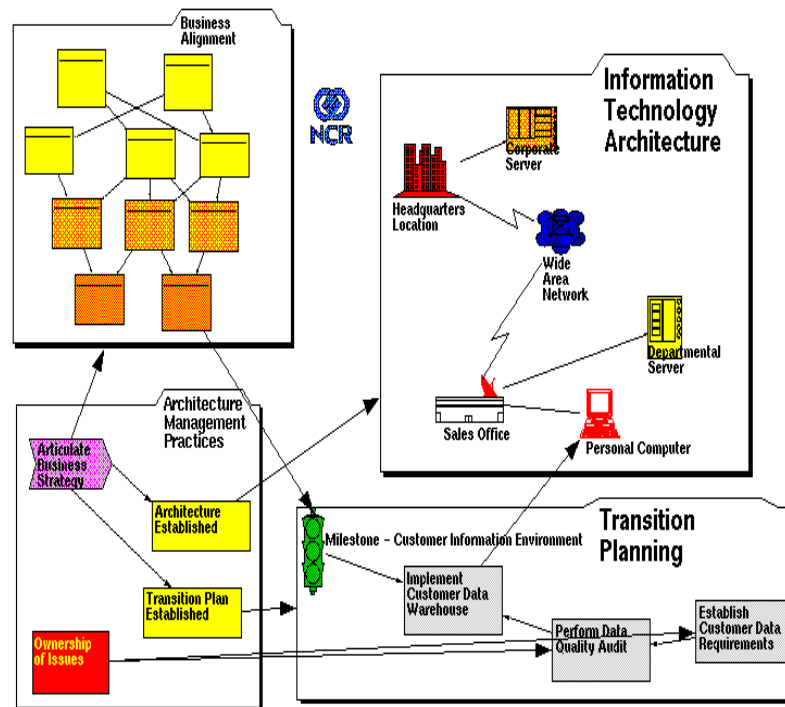 Business
Alignment
NCR
Information
Technology
Architecture
Corporate
Server
Headquarters
Location
Wide
Area
Network
Departmental
Server
Sales Office
Personal Computer
Architecture
Management
Practices
Articulate
Business
Strategy
Architecture
Established
Transition Plan
Established
Ownership
of Issues
Transition
Planning
Milestone - Customer Information Environment
Implement
Customer Data
Warehouse
Perform Data
Quality Audit
Establish
Customer Data
Requirements